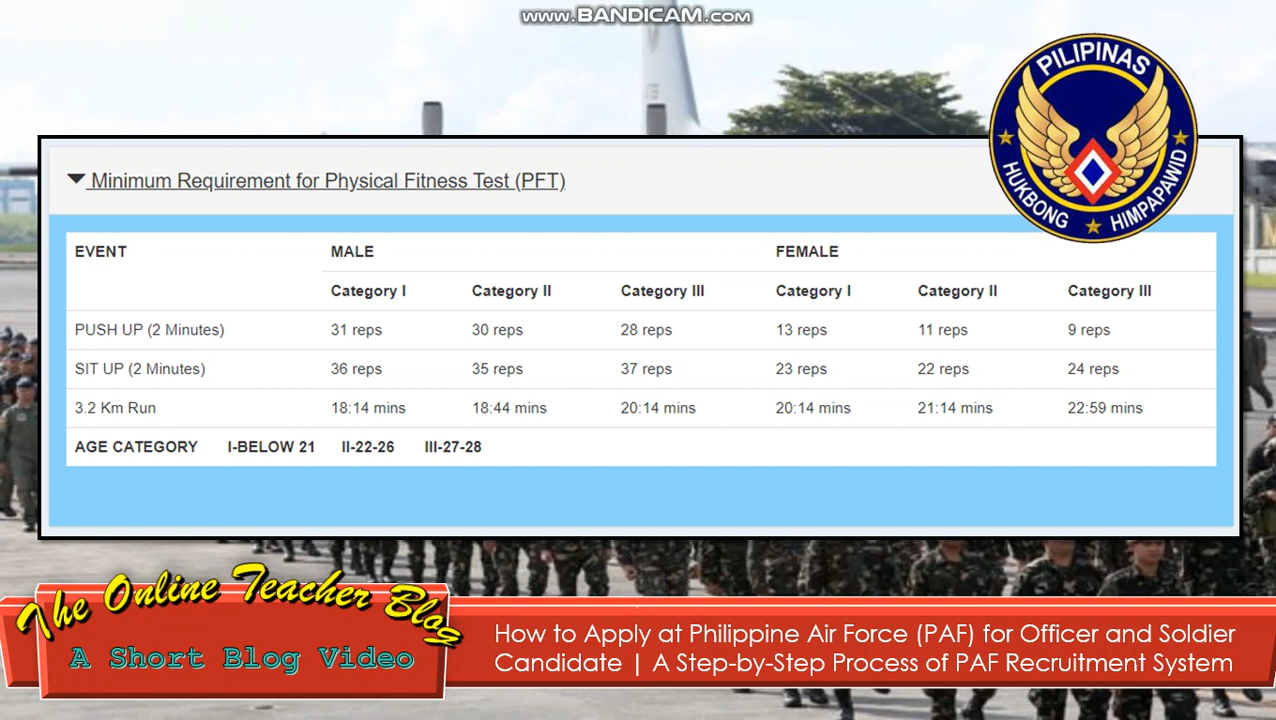 www.BANDICAM.com
PILIPINAS
HUKBONG HIMPAPAWID
Minimum Requirement for Physical Fitness Test (PFT)
EVENT MALE FEMALE
Category I Category II Category III Category I Category II Category III
PUSH UP (2 Minutes) 31 reps 30 reps 28 reps 13 reps 11 reps 9 reps
SIT UP (2 Minutes) 36 reps 35 reps 37 reps 23 reps 22 reps 24 reps
3.2 Km Run 18:14 mins 18:44 mins 20:14 mins 20:14 mins 21:14 mins 22:59 mins
AGE CATEGORY I-BELOW 21 II-22-26 III-27-28
The Online Teacher Blog
A Short Blog Video
How to Apply at Philippine Air Force (PAF) for Officer and Soldier
Candidate | A Step-by-Step Process of PAF Recruitment System